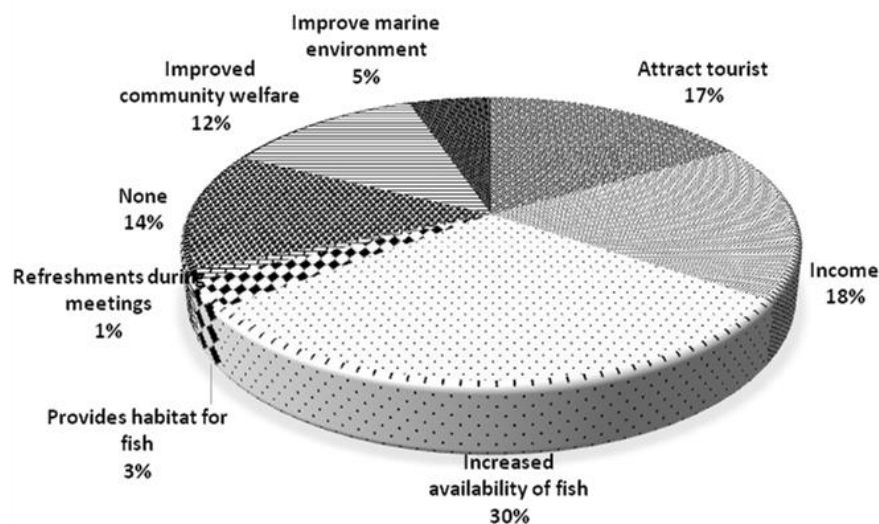 Improve marine
environment
5%
Attract tourist
17%
Improved
community welfare
12%
None
14%
Income
18%
Refreshments during
meetings
1%
Provides habitat for
fish
3%
Increased
availability of fish
30%